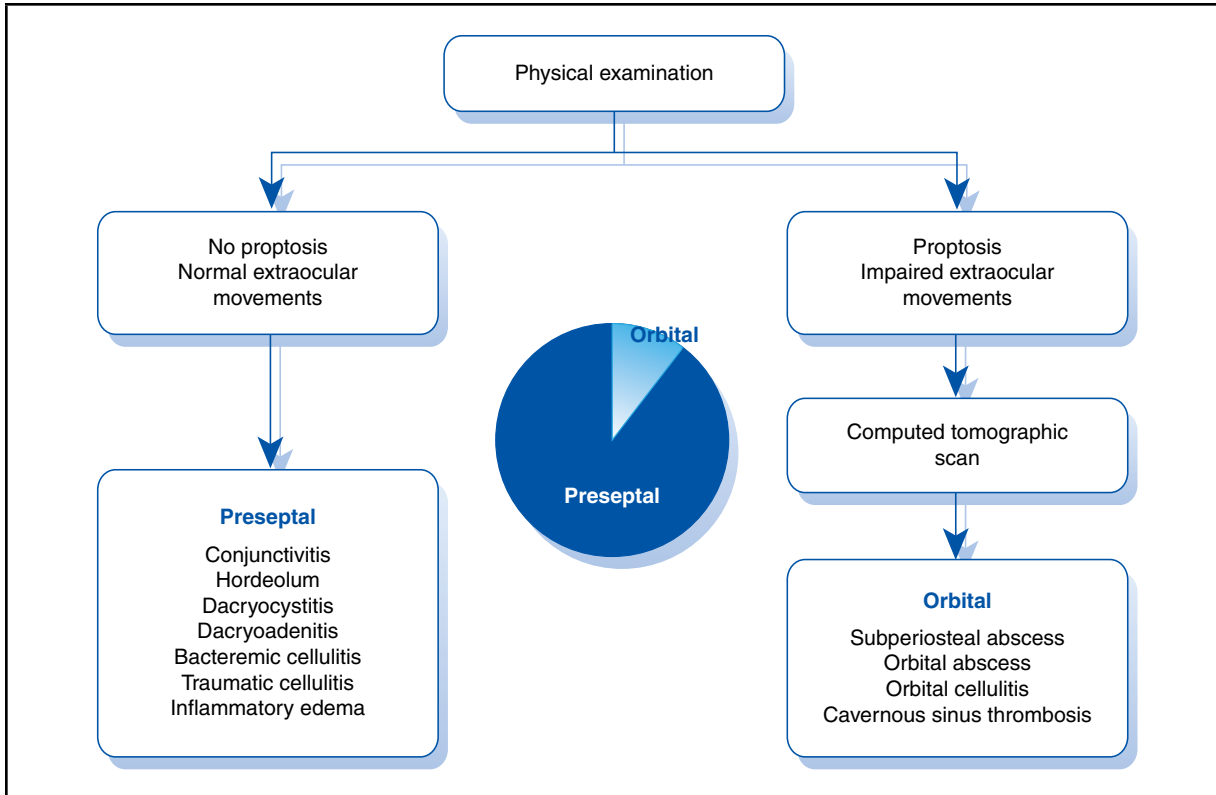 Physical examination
No proptosis
Normal extraocular
movements
Proptosis
Impaired extraocular
movements
Orbital
Preseptal
Computed tomographic
scan
Preseptal
Conjunctivitis
Hordeolum
Dacryocystitis
Dacryoadenitis
Bacteremic cellulitis
Traumatic cellulitis
Inflammatory edema
Orbital
Subperiosteal abscess
Orbital abscess
Orbital cellulitis
Cavernous sinus thrombosis